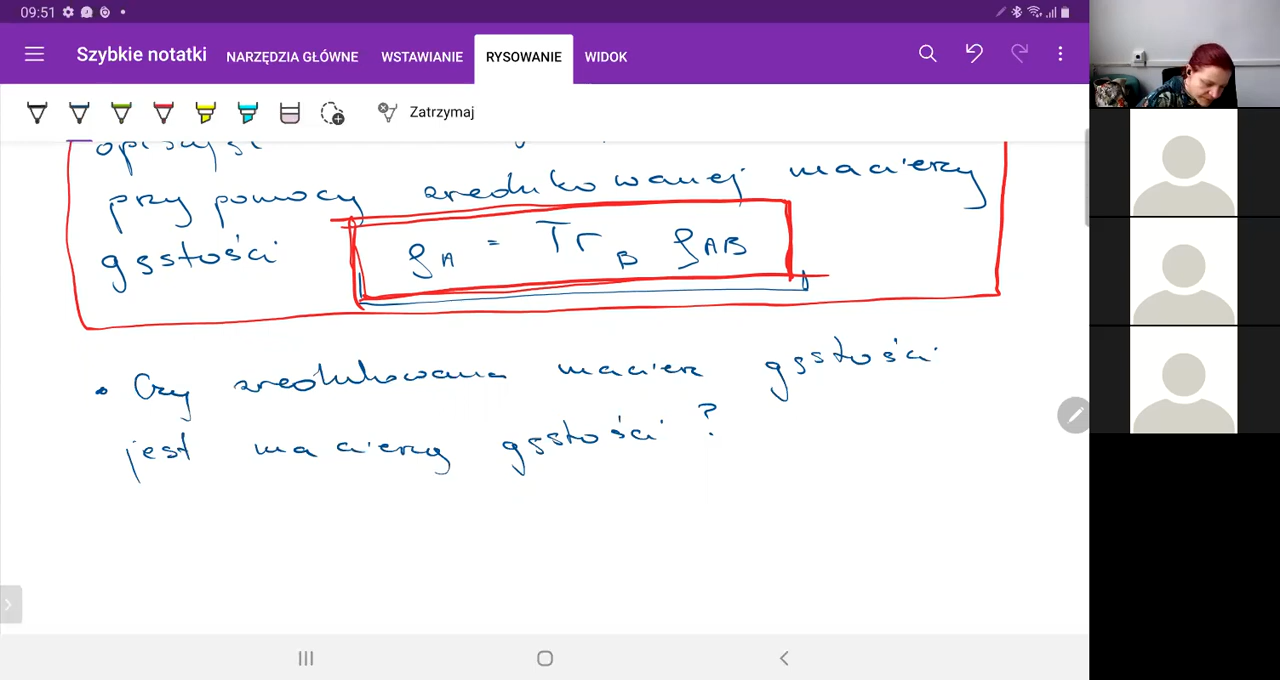 09:51
Szybkie notatki NARZĘDZIA GŁÓWNE WSTAWIANIE RYSOWANIE WIDOK
Zatrzymaj
przy pomocy zredukowanej macierzy
gęstości ρA = TrB ρAB
• Czy zredukowana macierz gęstości
jest macierzą gęstości?